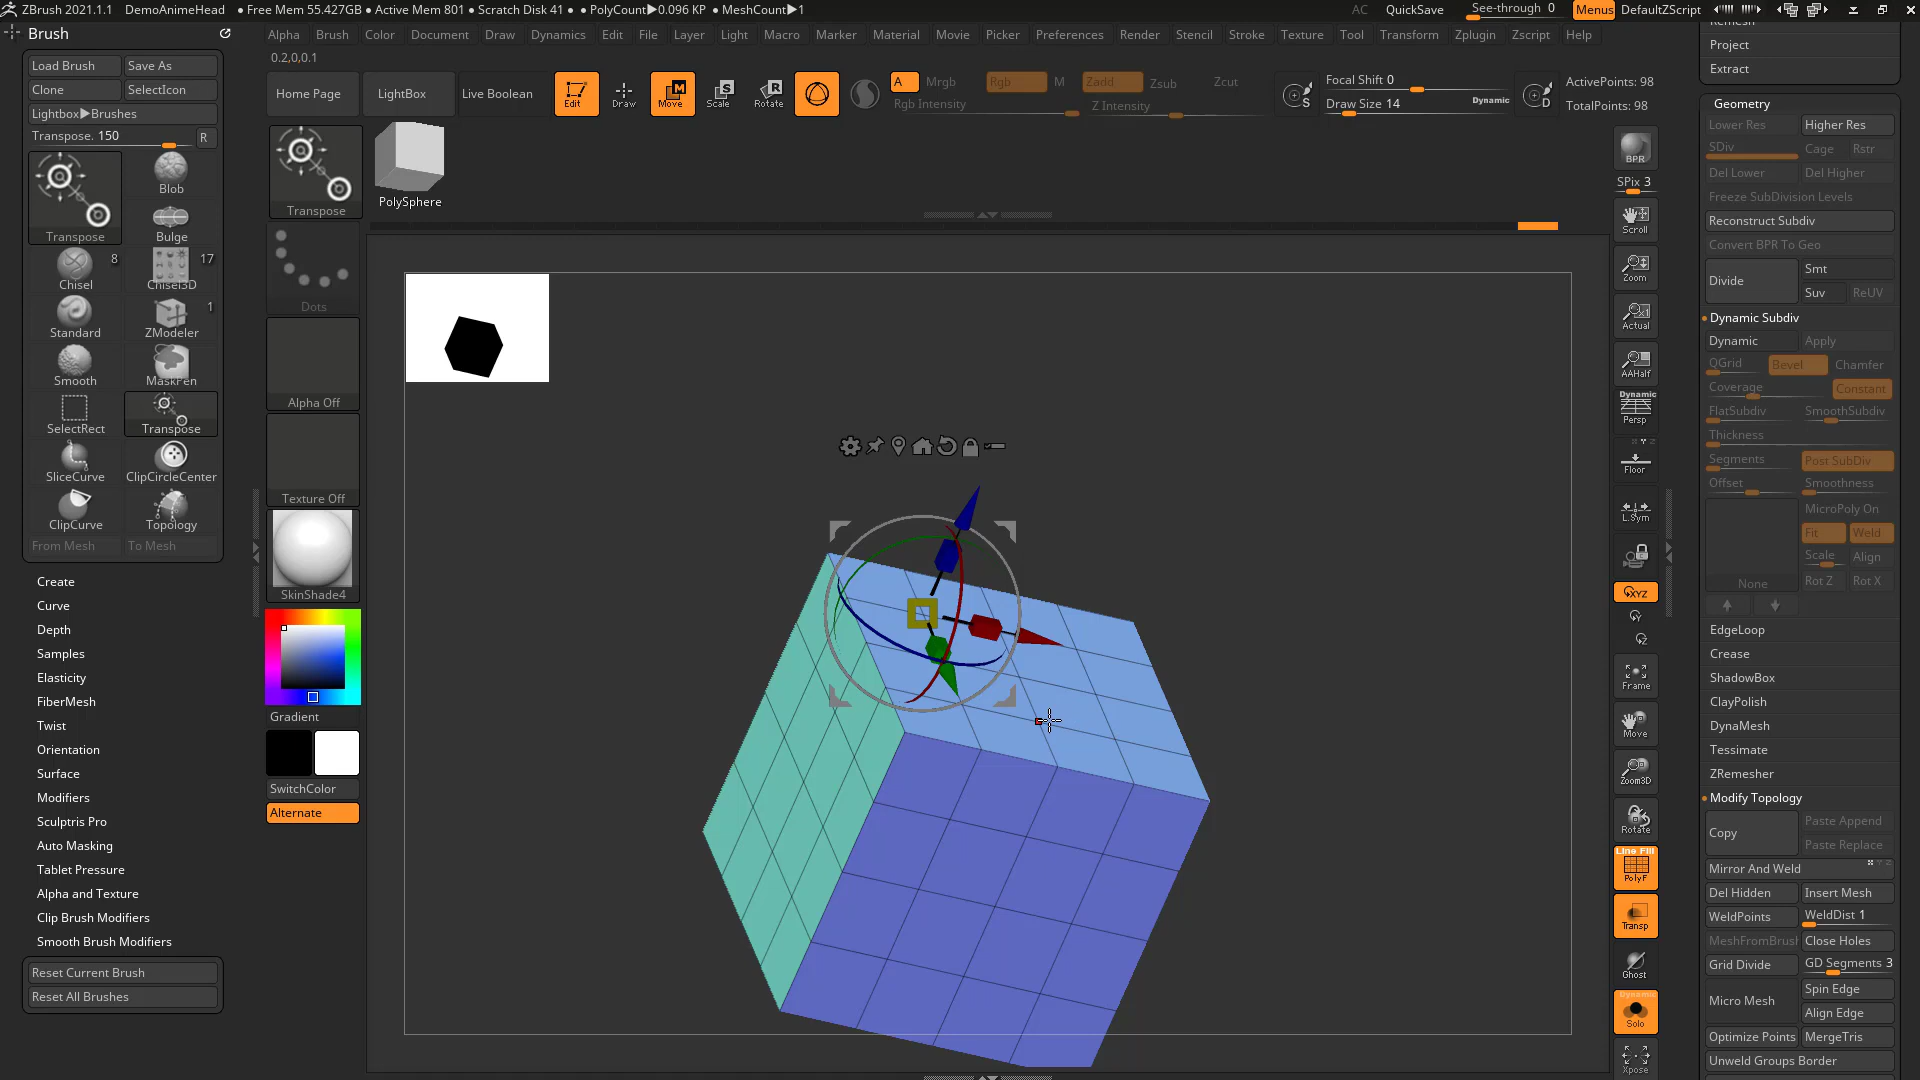 ZBrush 2021.1.1 DemoAnimeHead • Free Mem 55.427GB • Active Mem 801 • Scratch Disk 41 • PolyCount▶0.096 KP • MeshCount▶1
AC QuickSave See-through 0 Menus DefaultZScript
Brush
Alpha Brush Color Document Draw Dynamics Edit File Layer Light Macro Marker Material Movie Picker Preferences Render Stencil Stroke Texture Tool Transform Zplugin Zscript Help
0.2,0,0.1
Load Brush Save As
Clone SelectIcon
Lightbox▶Brushes
Transpose. 150 R
Transpose
Blob
Bulge
Chisel 8
Chisel3D 17
Standard
ZModeler 1
Smooth
MaskPen
SelectRect
Transpose
SliceCurve
ClipCircleCenter
ClipCurve
Topology
From Mesh To Mesh
Create
Curve
Depth
Samples
Elasticity
FiberMesh
Twist
Orientation
Surface
Modifiers
Sculptris Pro
Auto Masking
Tablet Pressure
Alpha and Texture
Clip Brush Modifiers
Smooth Brush Modifiers
Reset Current Brush
Reset All Brushes
Home Page LightBox Live Boolean
Edit Draw Move Scale Rotate
A Mrgb Rgb M Zadd Zsub Zcut
Rgb Intensity Z Intensity
S Focal Shift 0
Draw Size 14 Dynamic
D ActivePoints: 98
TotalPoints: 98
Transpose
PolySphere
Dots
Alpha Off
Texture Off
SkinShade4
Gradient
SwitchColor
Alternate
BPR
SPix 3
Scroll
Zoom
Actual
AAHalf
Dynamic
Persp
Floor
L.Sym
XYZ
Frame
Move
Zoom3D
Rotate
Line Fill
PolyF
Transp
Ghost
Dynamic
Solo
Xpose
Project
Extract
Geometry
Lower Res Higher Res
SDiv Cage Rstr
Del Lower Del Higher
Freeze SubDivision Levels
Reconstruct Subdiv
Convert BPR To Geo
Divide Smt
Suv ReUV
Dynamic Subdiv
Dynamic Apply
QGrid Bevel Chamfer
Coverage Constant
FlatSubdiv SmoothSubdiv
Thickness
Segments Post SubDiv
Offset Smoothness
MicroPoly On
Fit Weld
Scale Align
None Rot Z Rot X
EdgeLoop
Crease
ShadowBox
ClayPolish
DynaMesh
Tessimate
ZRemesher
Modify Topology
Copy Paste Append
Paste Replace
Mirror And Weld
Del Hidden Insert Mesh
WeldPoints WeldDist 1
MeshFromBrush Close Holes
Grid Divide GD Segments 3
Micro Mesh Spin Edge
Align Edge
Optimize Points MergeTris
Unweld Groups Border